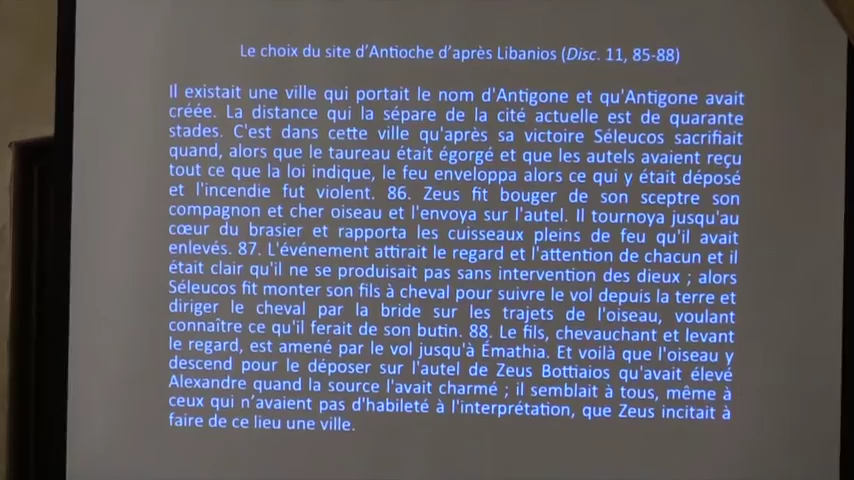 Le choix du site d'Antioche d'après Libanios (Disc. 11, 85-88)
Il existait une ville qui portait le nom d'Antigone et qu'Antigone avait
créée. La distance qui la sépare de la cité actuelle est de quarante
stades. C'est dans cette ville qu'après sa victoire Séleucos sacrifiait
quand, alors que le taureau était égorgé et que les autels avaient reçu
tout ce que la loi indique, le feu enveloppa alors ce qui y était déposé
et l'incendie fut violent. 86. Zeus fit bouger de son sceptre son
compagnon et cher oiseau et l'envoya sur l'autel. Il tournoya jusqu'au
cœur du brasier et rapporta les cuisseaux pleins de feu qu'il avait
enlevés. 87. L'événement attirait le regard et l'attention de chacun et il
était clair qu'il ne se produisait pas sans intervention des dieux ; alors
Séleucos fit monter son fils à cheval pour suivre le vol depuis la terre et
diriger le cheval par la bride sur les trajets de l'oiseau, voulant
connaître ce qu'il ferait de son butin. 88. Le fils, chevauchant et levant
le regard, est amené par le vol jusqu'à Émathia. Et voilà que l'oiseau y
descend pour le déposer sur l'autel de Zeus Bottiaios qu'avait élevé
Alexandre quand la source l'avait charmé ; il semblait à tous, même à
ceux qui n'avaient pas d'habileté à l'interprétation, que Zeus incitait à
faire de ce lieu une ville.